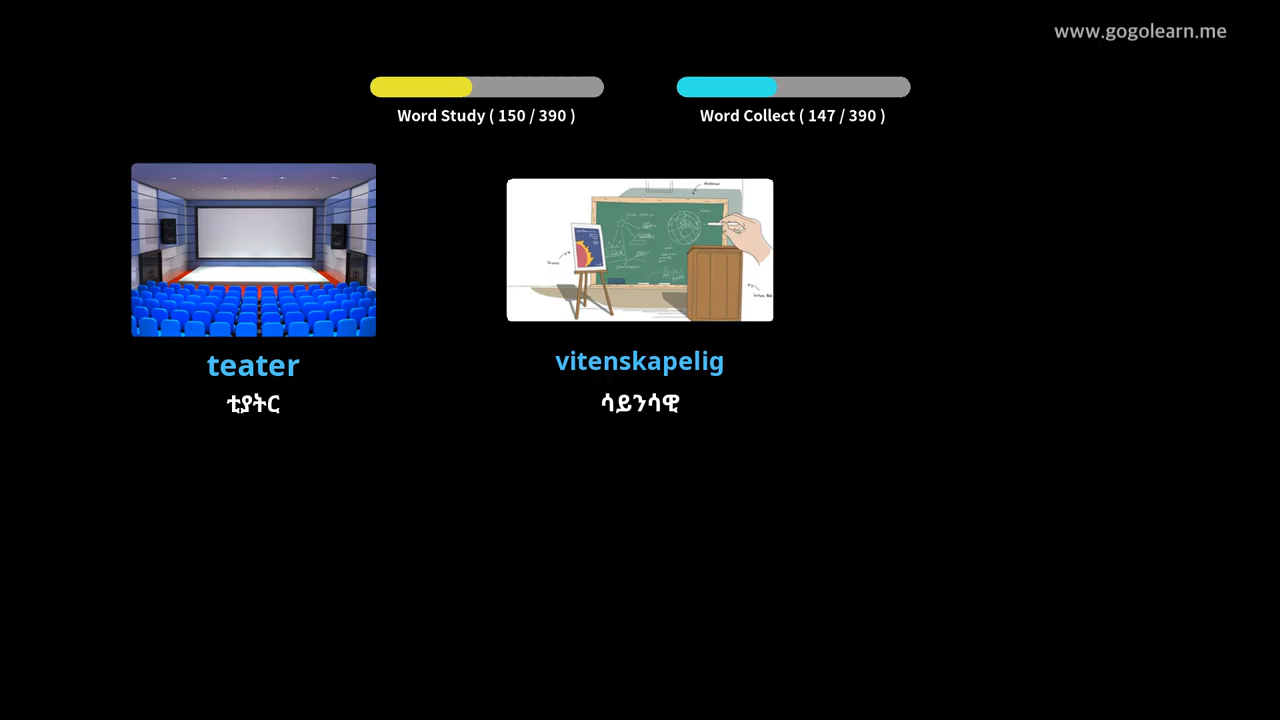 www.gogolearn.me
Word Study ( 150 / 390 )
Word Collect ( 147 / 390 )
teater
ቲያትር
vitenskapelig
ሳይንሳዊ